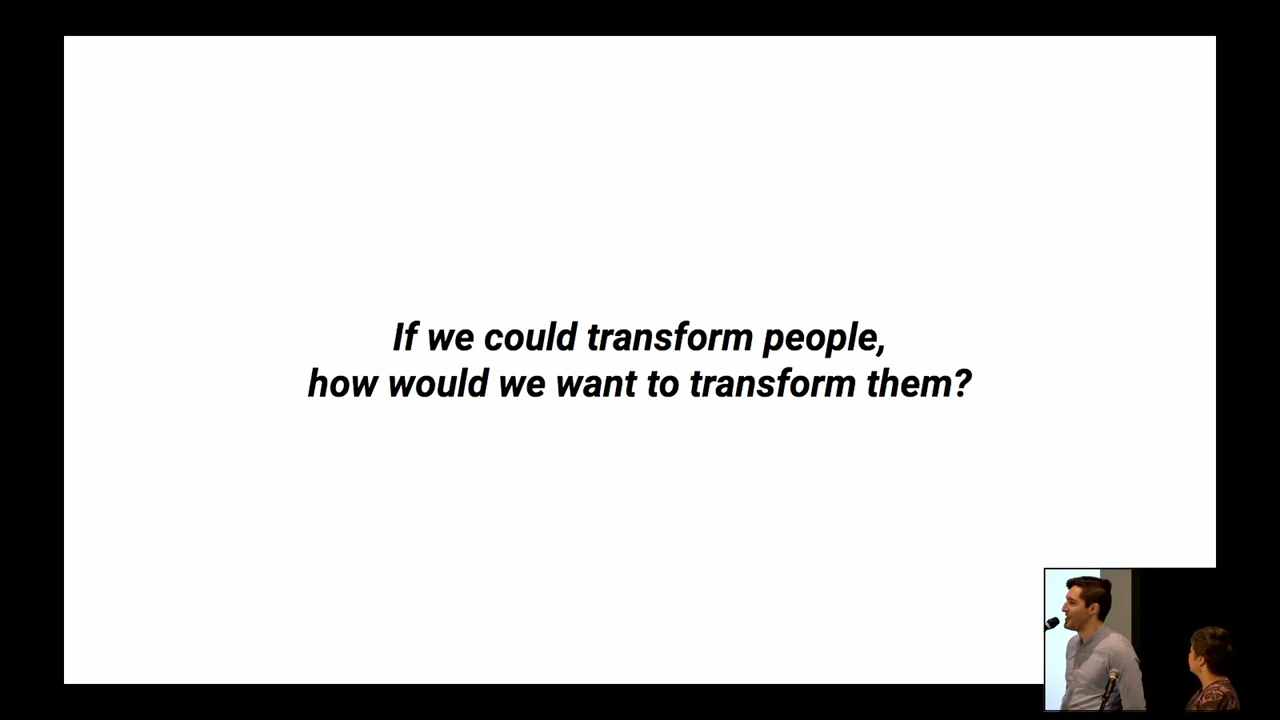 If we could transform people,
how would we want to transform them?